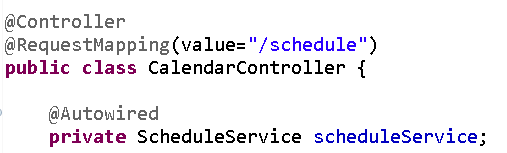 @Controller
@RequestMapping(value="/schedule")
public class CalendarController {
@Autowired
private ScheduleService scheduleService;